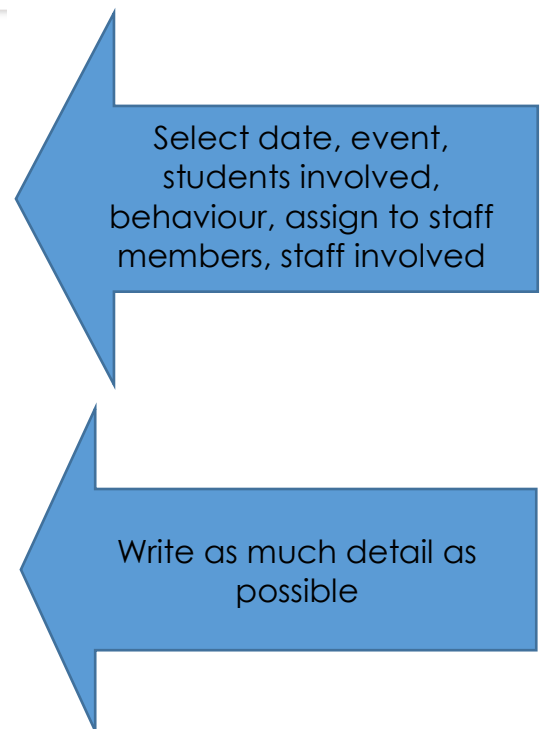 Select date, event,
students involved,
behaviour, assign to staff
members, staff involved
Write as much detail as
possible